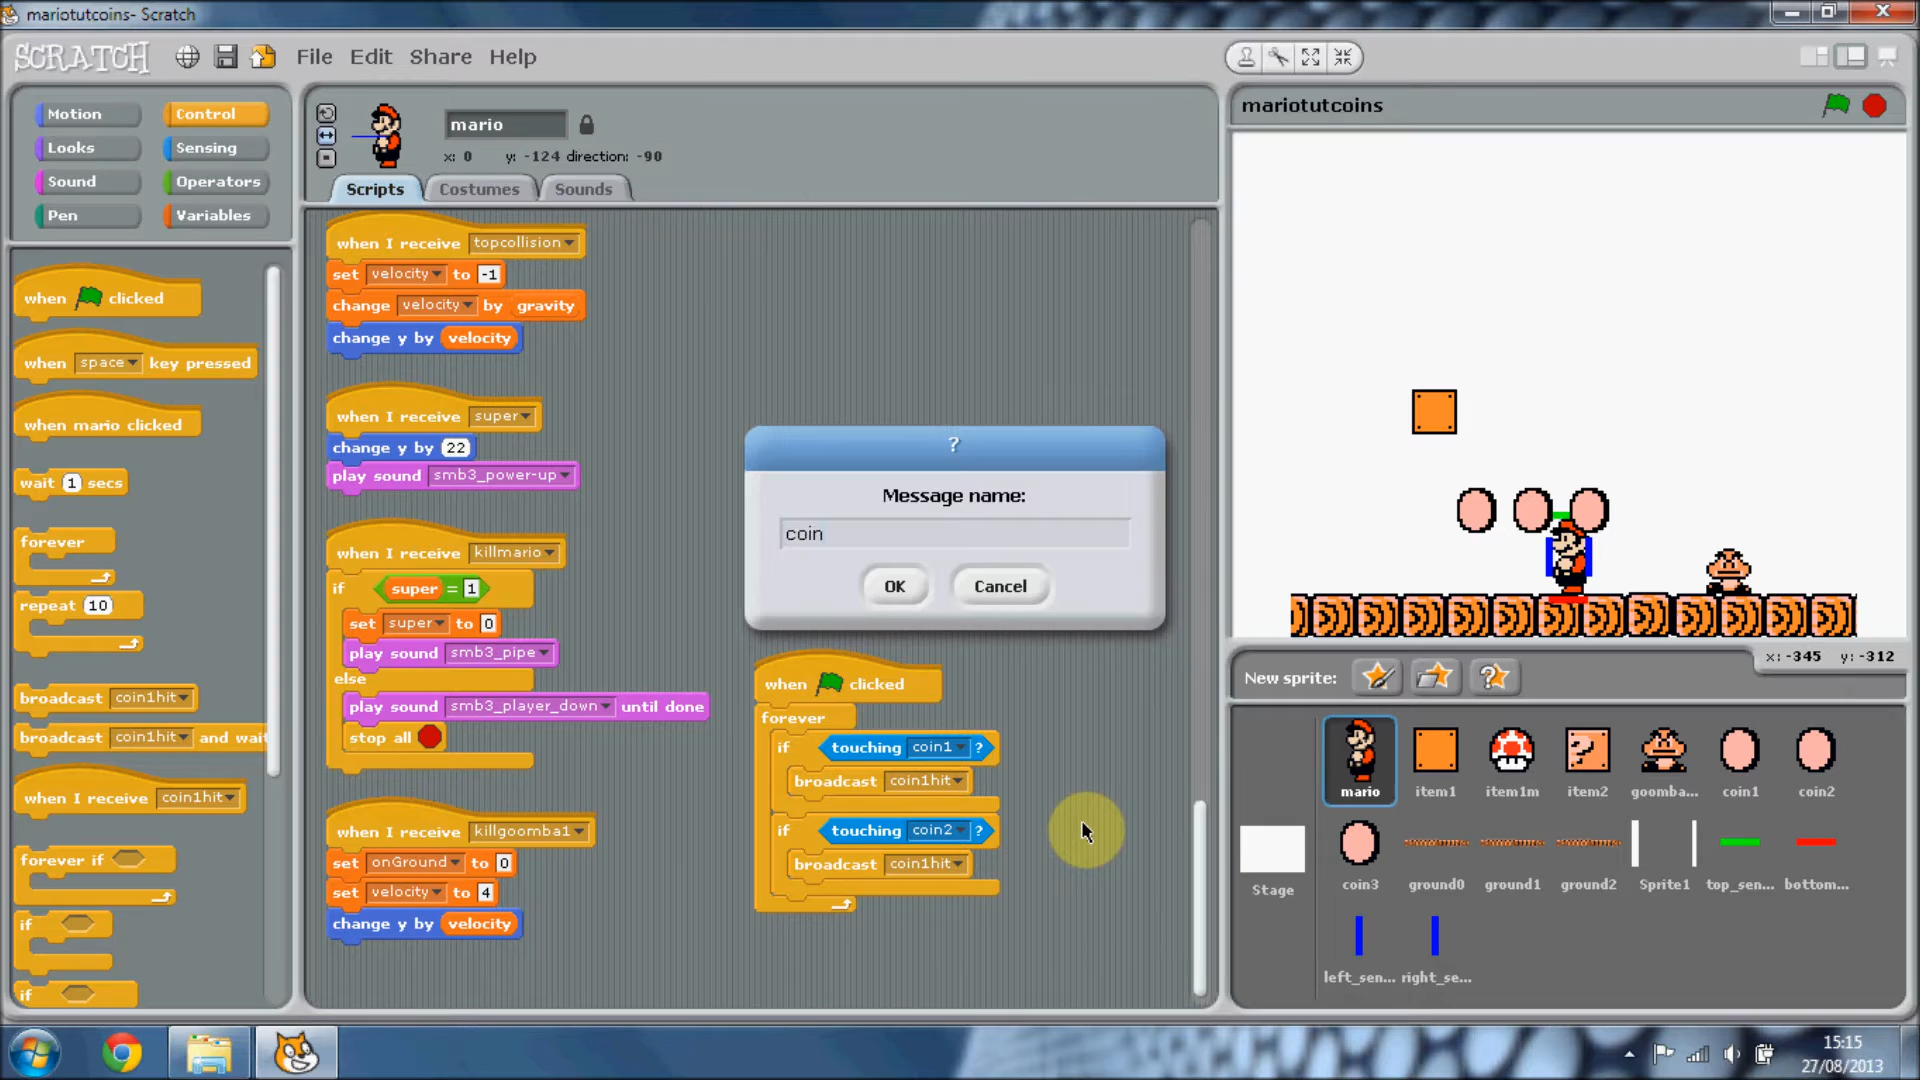 mariotutcoins- Scratch
SCRATCH
File Edit Share Help
Motion Control
Looks Sensing
Sound Operators
Pen Variables
when clicked
when space key pressed
when mario clicked
wait 1 secs
forever
repeat 10
broadcast coin1hit
broadcast coin1hit and wait
when I receive coin1hit
forever if
if
if
mario
x: 0 y: -124 direction: -90
Scripts Costumes Sounds
when I receive topcollision
set velocity to -1
change velocity by gravity
change y by velocity
when I receive super
change y by 22
play sound smb3_power-up
when I receive killmario
if super = 1
set super to 0
play sound smb3_pipe
else
play sound smb3_player_down until done
stop all
when I receive killgoomba1
set onGround to 0
set velocity to 4
change y by velocity
?
Message name:
coin
OK Cancel
when clicked
forever
if touching coin1 ?
broadcast coin1hit
if touching coin2 ?
broadcast coin1hit
mariotutcoins
x: -345 y: -312
New sprite:
mario item1 item1m item2 goomba... coin1 coin2
coin3 ground0 ground1 ground2 Sprite1 top_sen... bottom...
Stage
left_sen... right_se...
15:15
27/08/2013